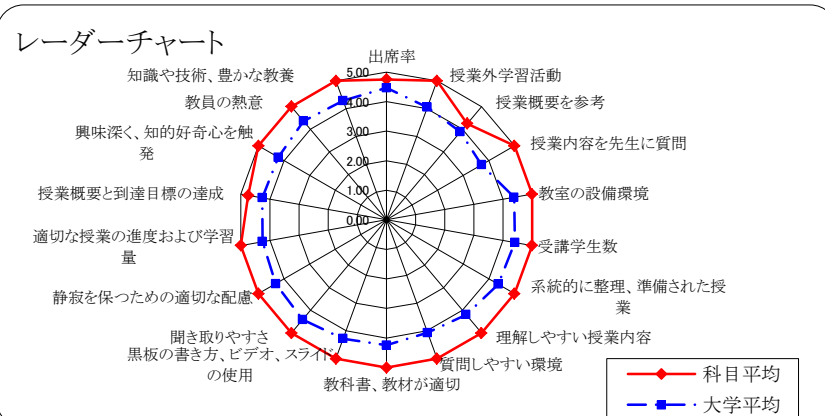 レーダーチャート
出席率
授業外学習活動
授業概要を参考
授業内容を先生に質問
教室の設備環境
受講学生数
系統的に整理、準備された授
業
理解しやすい授業内容
質問しやすい環境
教科書、教材が適切
黒板の書き方、ビデオ、スライド
の使用
聞き取りやすさ
静寂を保つための適切な配慮
適切な授業の進度および学習
量
授業概要と到達目標の達成
興味深く、知的好奇心を触
発
教員の熱意
知識や技術、豊かな教養
5.00
4.00
3.00
2.00
1.00
0.00
科目平均
大学平均